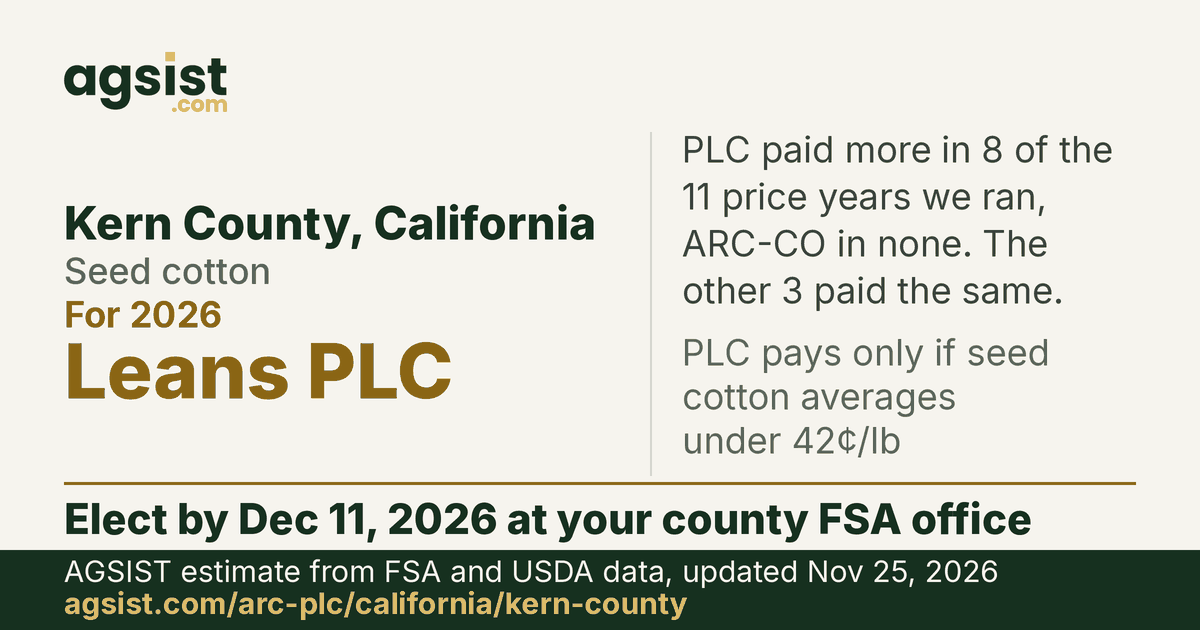 agsist
.com
Kern County, California
Seed cotton
For 2026
Leans PLC
PLC paid more in 8 of the
11 price years we ran,
ARC-CO in none. The
other 3 paid the same.
PLC pays only if seed
cotton averages
under 42¢/lb
Elect by Dec 11, 2026 at your county FSA office
AGSIST estimate from FSA and USDA data, updated Nov 25, 2026
agsist.com/arc-plc/california/kern-county